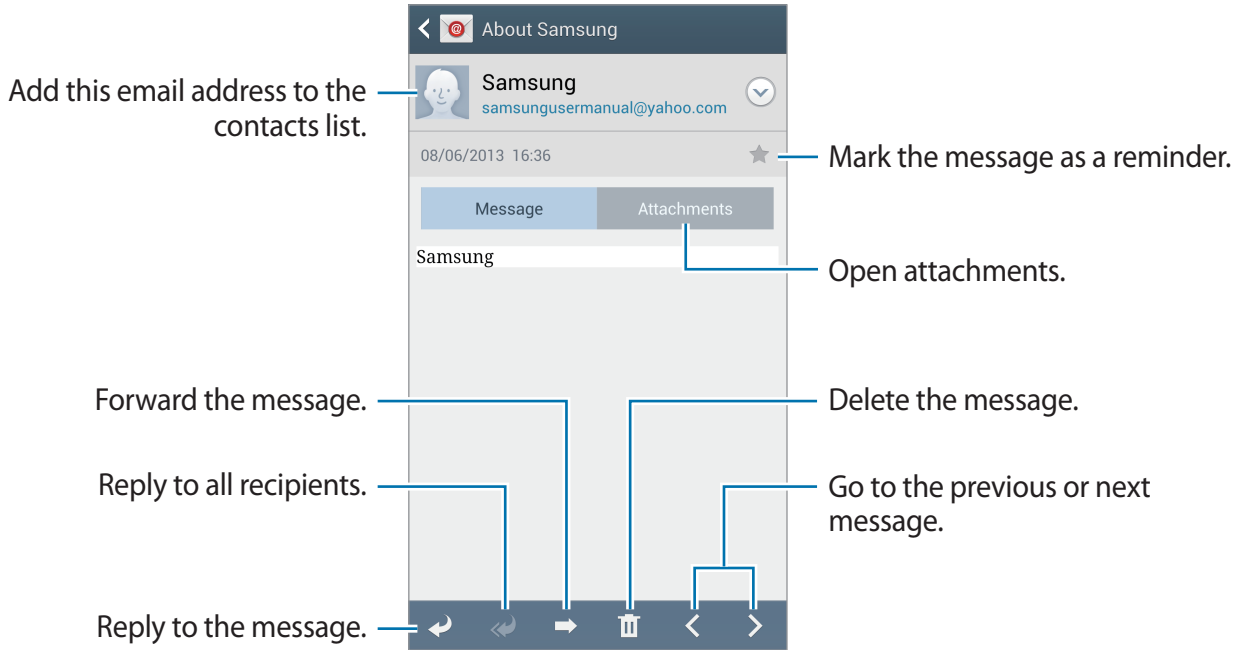 About Samsung
Add this email address to the
contacts list.
Samsung
samsungusermanual@yahoo.com
08/06/2013 16:36
Mark the message as a reminder.
Message
Attachments
Samsung
Open attachments.
Forward the message.
Delete the message.
Reply to all recipients.
Go to the previous or next
message.
Reply to the message.